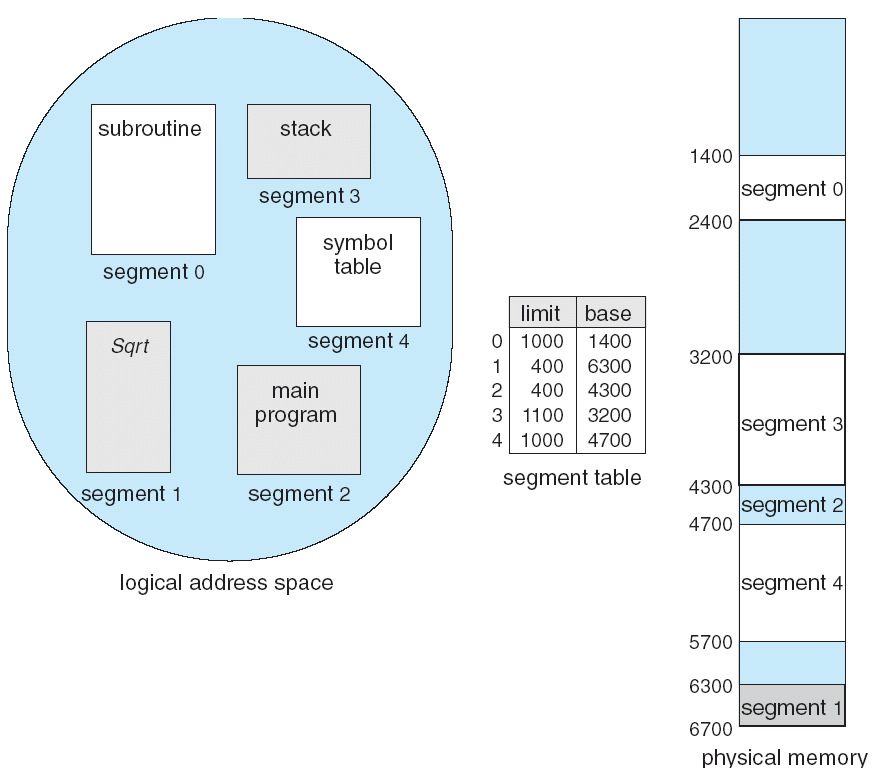 subroutine
segment 0
stack
segment 3
symbol
table
segment 4
Sqrt
segment 1
main
program
segment 2
logical address space
limit base
0 1000 1400
1 400 6300
2 400 4300
3 1100 3200
4 1000 4700
segment table
1400
segment 0
2400
3200
segment 3
4300
segment 2
4700
segment 4
5700
6300
segment 1
6700
physical memory